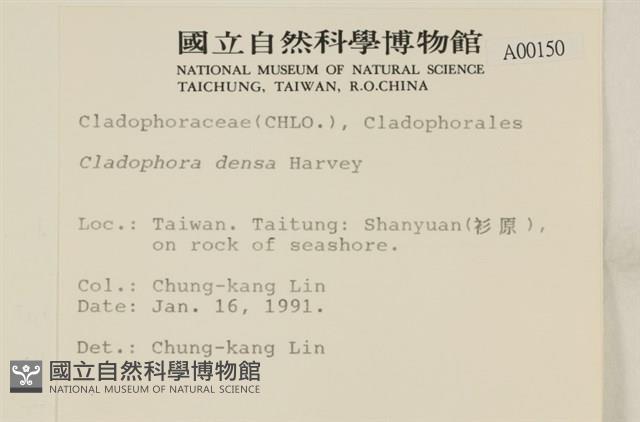 國立自然科學博物館
A00150
NATIONAL MUSEUM OF NATURAL SCIENCE
TAICHUNG, TAIWAN, R.O.CHINA
Cladophoraceae(CHLO.), Cladophorales
Cladophora densa Harvey
Loc.: Taiwan. Taitung: Shanyuan(衫原),
on rock of seashore.
Col.: Chung-kang Lin
Date: Jan. 16, 1991.
Det.: Chung-kang Lin
國立自然科學博物館
NATIONAL MUSEUM OF NATURAL SCIENCE